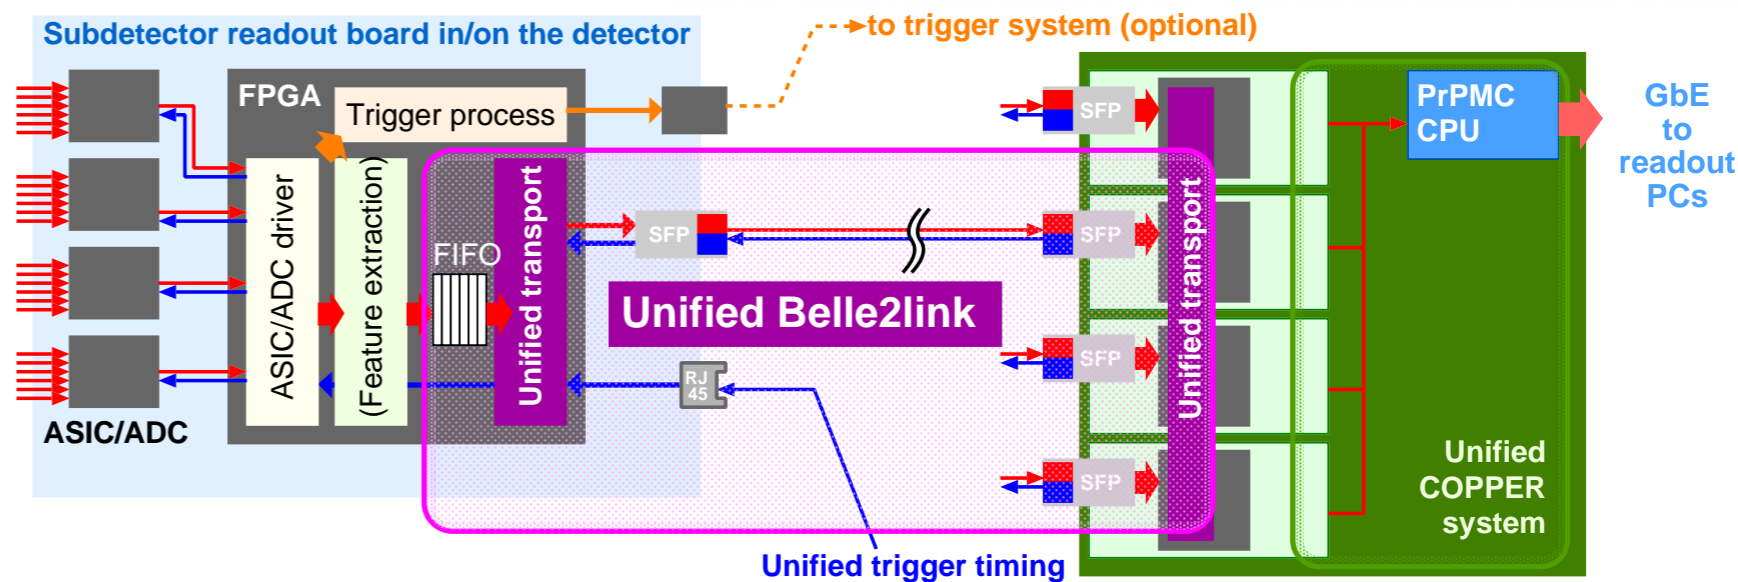 Subdetector readout board in/on the detector
to trigger system (optional)
FPGA
Trigger process
ASIC/ADC driver
(Feature extraction)
FIFO
Unified transport
SFP
Unified Belle2link
RJ
45
ASIC/ADC
Unified trigger timing
SFP
SFP
SFP
SFP
Unified transport
PrPMC
CPU
Unified
COPPER
system
GbE
to
readout
PCs